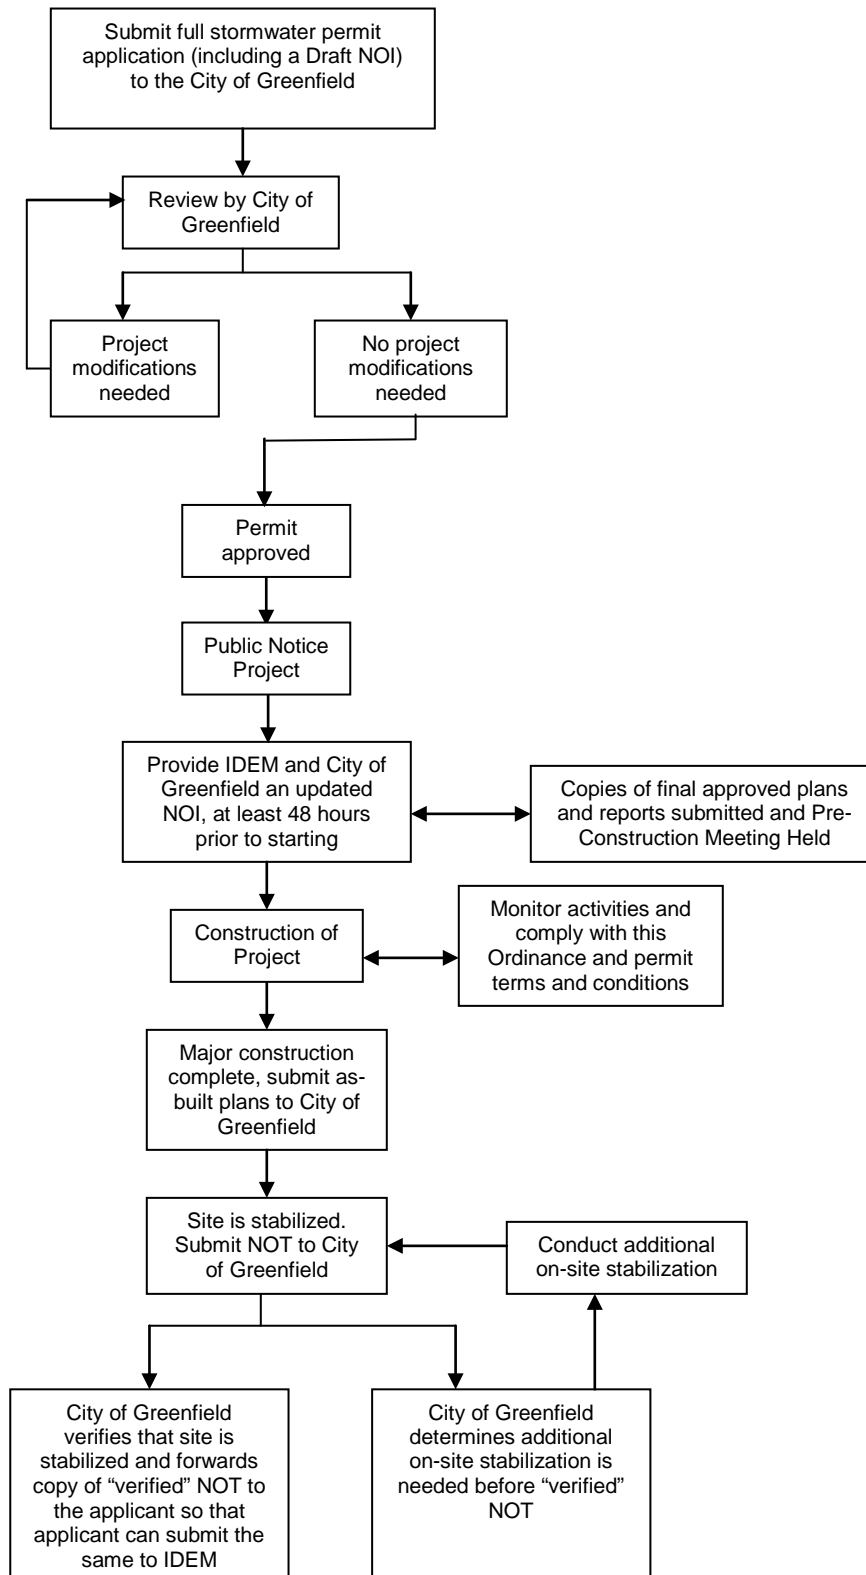 Submit full stormwater permit
application (including a Draft NOI)
to the City of Greenfield
Review by City of
Greenfield
Project
modifications
needed
No project
modifications
needed
Permit
approved
Public Notice
Project
Provide IDEM and City of
Greenfield an updated
NOI, at least 48 hours
prior to starting
Copies of final approved plans
and reports submitted and Pre-
Construction Meeting Held
Construction of
Project
Monitor activities and
comply with this
Ordinance and permit
terms and conditions
Major construction
complete, submit as-
built plans to City of
Greenfield
Site is stabilized.
Submit NOT to City
of Greenfield
Conduct additional
on-site stabilization
City of Greenfield
verifies that site is
stabilized and forwards
copy of “verified” NOT to
the applicant so that
applicant can submit the
same to IDEM
City of Greenfield
determines additional
on-site stabilization is
needed before “verified”
NOT